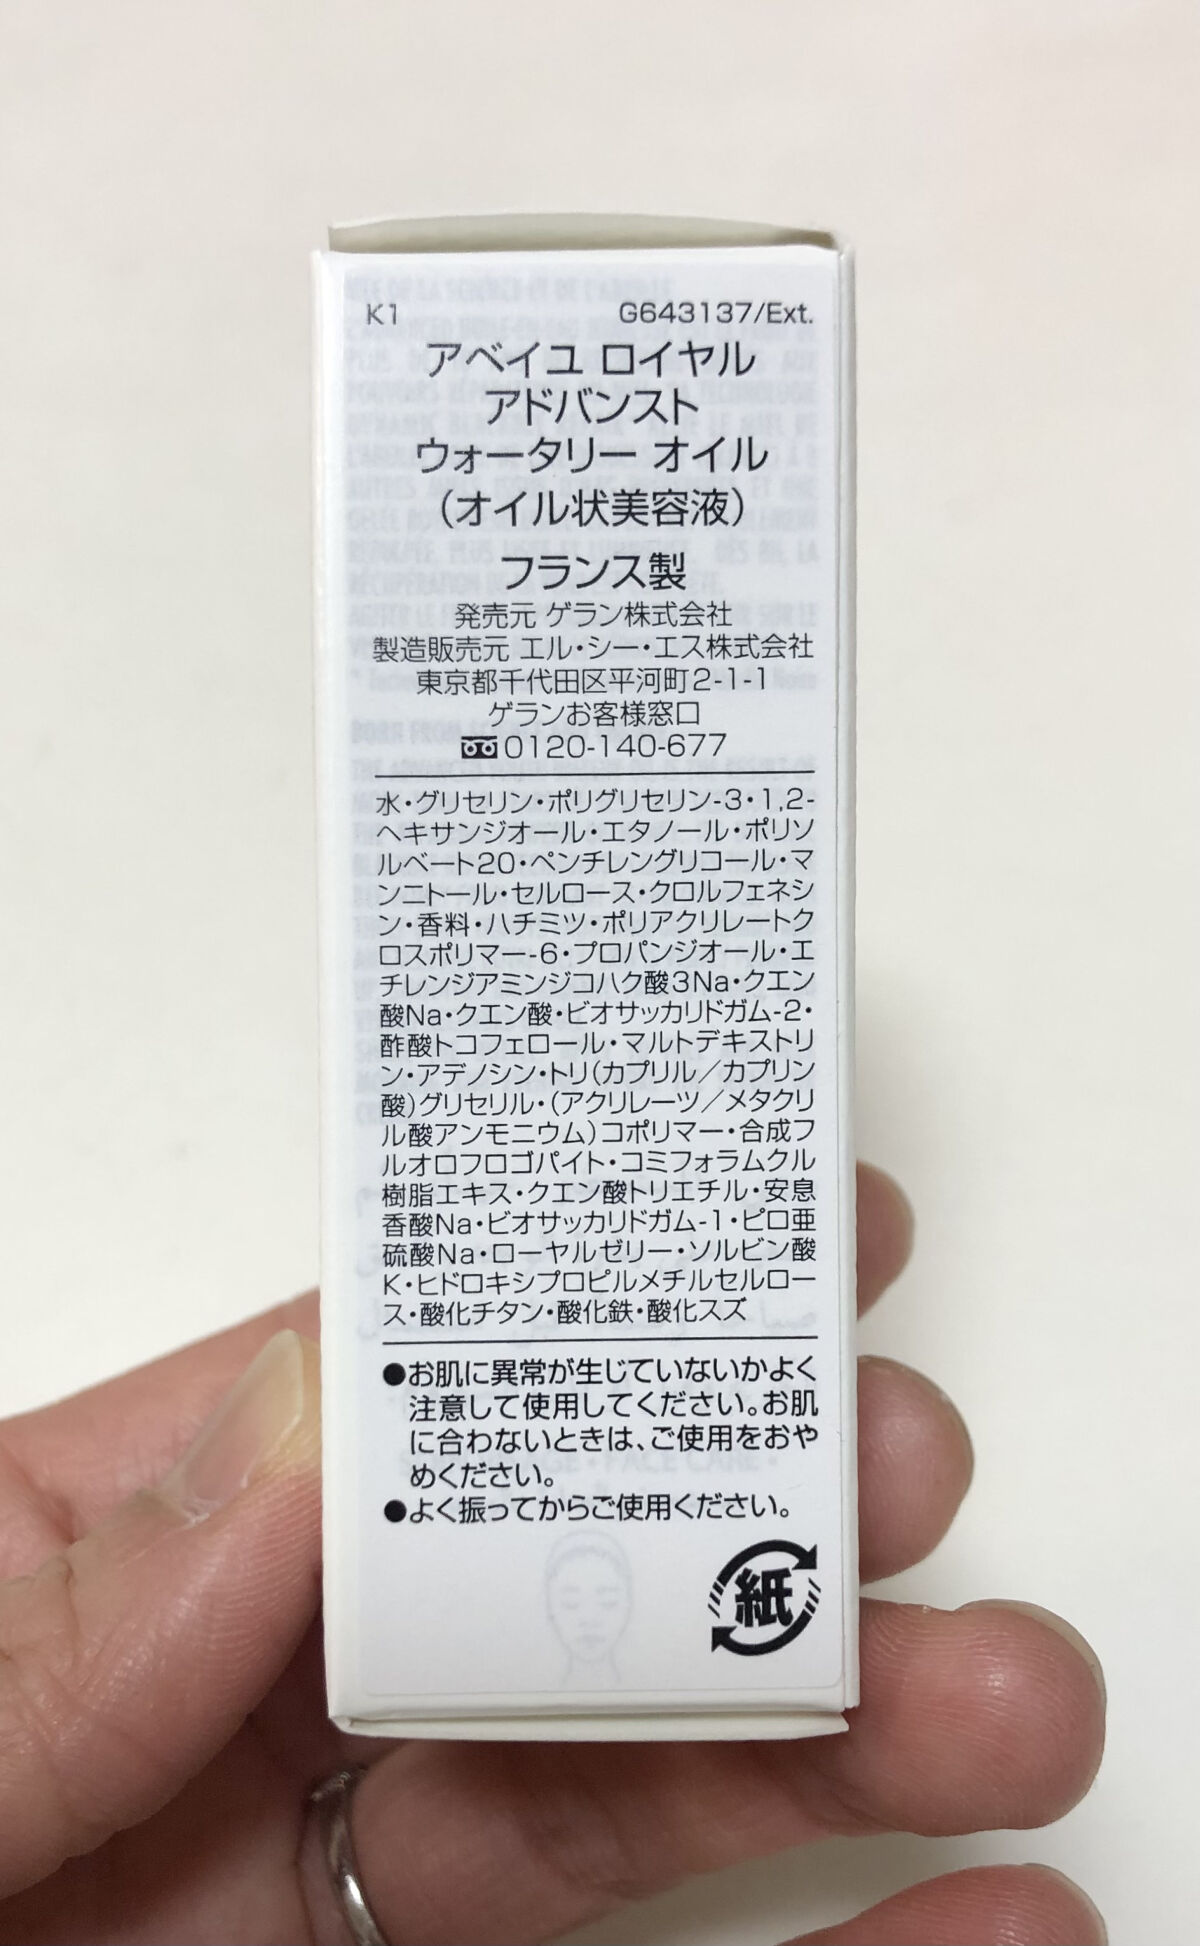 K1 G643137/Ext.
アベイユ ロイヤル
アドバンスト
ウォータリー オイル
（オイル状美容液）
フランス製
発売元 ゲラン株式会社
製造販売元 エル・シー・エス株式会社
東京都千代田区平河町2-1-1
ゲランお客様窓口
0120-140-677
水・グリセリン・ポリグリセリン-3・1,2-
ヘキサンジオール・エタノール・ポリソ
ルベート20・ペンチレングリコール・マ
ンニトール・セルロース・クロルフェネシ
ン・香料・ハチミツ・ポリアクリレートク
ロスポリマー-6・プロパンジオール・エ
チレンジアミンジコハク酸3Na・クエン
酸Na・クエン酸・ビオサッカリドガム-2・
酢酸トコフェロール・マルトデキストリ
ン・アデノシン・トリ（カプリル／カプリン
酸）グリセリル・（アクリレーツ／メタクリ
ル酸アンモニウム）コポリマー・合成フ
ルオロフロゴパイト・コミフォラムクル
樹脂エキス・クエン酸トリエチル・安息
香酸Na・ビオサッカリドガム-1・ピロ亜
硫酸Na・ローヤルゼリー・ソルビン酸
K・ヒドロキシプロピルメチルセルロー
ス・酸化チタン・酸化鉄・酸化スズ
●お肌に異常が生じていないかよく
注意して使用してください。お肌
に合わないときは、ご使用をおや
めください。
●よく振ってからご使用ください。
紙